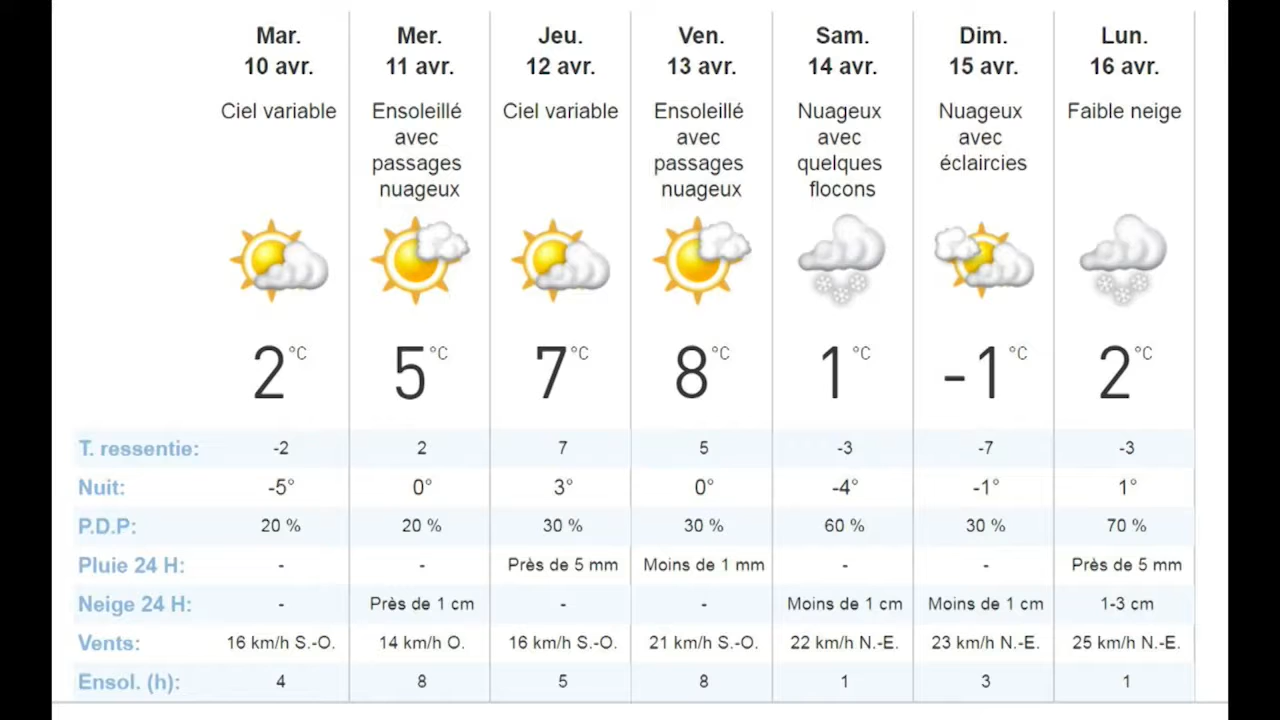 Mar. Mer. Jeu. Ven. Sam. Dim. Lun.
10 avr. 11 avr. 12 avr. 13 avr. 14 avr. 15 avr. 16 avr.
Ciel variable Ensoleillé Ciel variable Ensoleillé Nuageux Nuageux Faible neige
avec avec avec avec
passages passages quelques éclaircies
nuageux nuageux flocons
2°C 5°C 7°C 8°C 1°C -1°C 2°C
T. ressentie: -2 2 7 5 -3 -7 -3
Nuit: -5° 0° 3° 0° -4° -1° 1°
P.D.P: 20 % 20 % 30 % 30 % 60 % 30 % 70 %
Pluie 24 H: - - Près de 5 mm Moins de 1 mm - - Près de 5 mm
Neige 24 H: - Près de 1 cm - - Moins de 1 cm Moins de 1 cm 1-3 cm
Vents: 16 km/h S.-O. 14 km/h O. 16 km/h S.-O. 21 km/h S.-O. 22 km/h N.-E. 23 km/h N.-E. 25 km/h N.-E.
Ensol. (h): 4 8 5 8 1 3 1